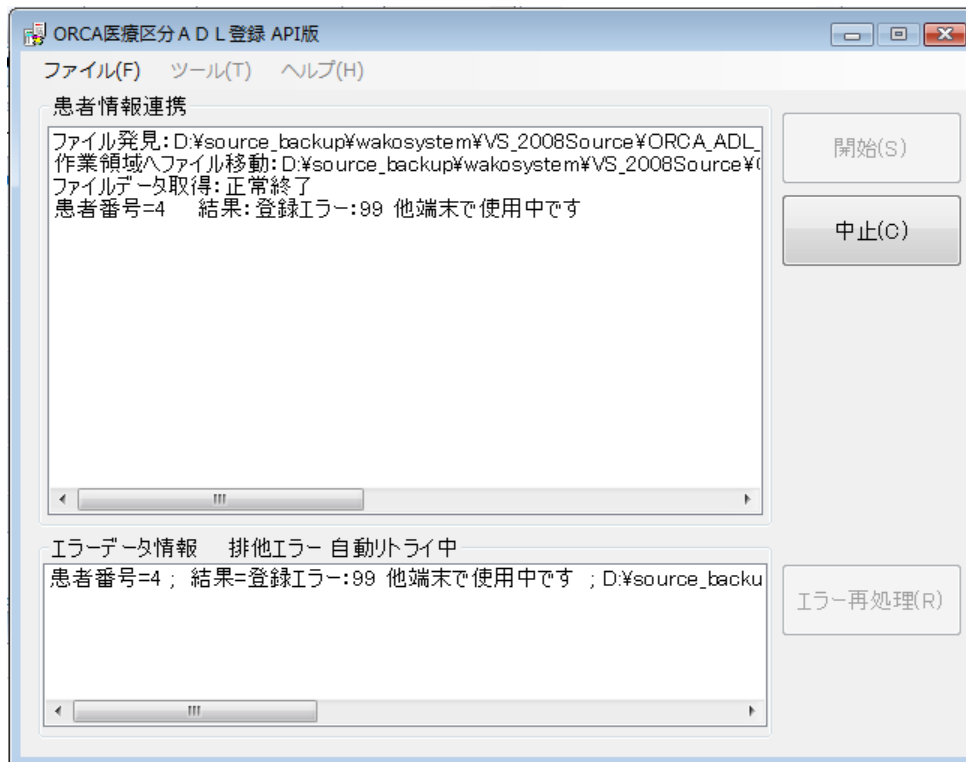 ORCA医療区分ＡＤＬ登録 API版
ファイル(F) ツール(T) ヘルプ(H)
患者情報連携
ファイル発見:D:¥source_backup¥wakosystem¥VS_2008Source¥ORCA_ADL_
作業領域へファイル移動:D:¥source_backup¥wakosystem¥VS_2008Source¥
ファイルデータ取得:正常終了
患者番号=4 結果:登録エラー:99 他端末で使用中です
開始(S)
中止(C)
エラーデータ情報 排他エラー 自動リトライ中
患者番号=4 ; 結果=登録エラー:99 他端末で使用中です ;D:¥source_backu
エラー再処理(R)